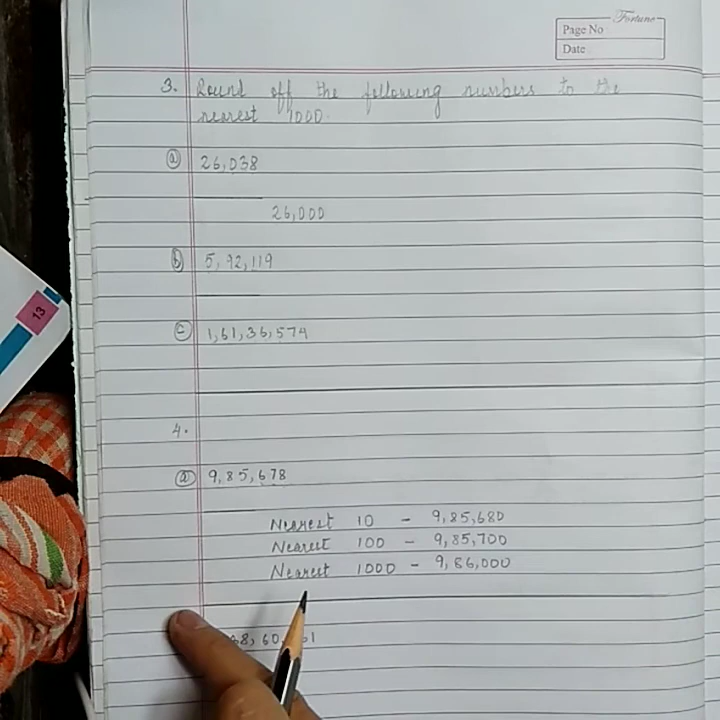 Fortune
Page No
Date
3. Round off the following numbers to the
nearest 1000.
(a) 26,038
26,000
(b) 5,92,119
(c) 1,61,36,574
4.
(a) 9,85,678
Nearest 10 - 9,85,680
Nearest 100 - 9,85,700
Nearest 1000 - 9,86,000
13